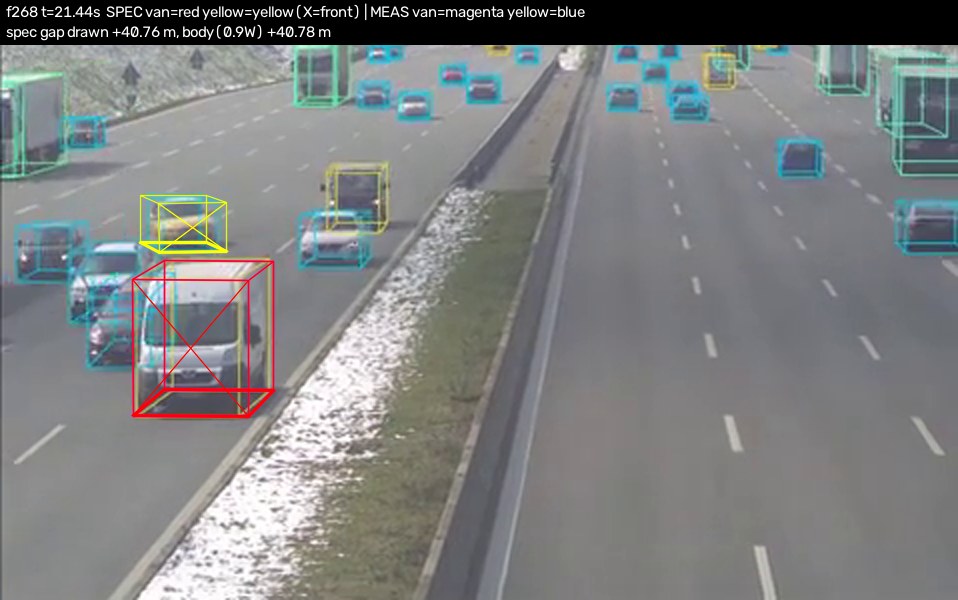 f268 t=21.44s SPEC van=red yellow=yellow (X=front) | MEAS van=magenta yellow=blue
spec gap drawn +40.76 m, body (0.9W) +40.78 m